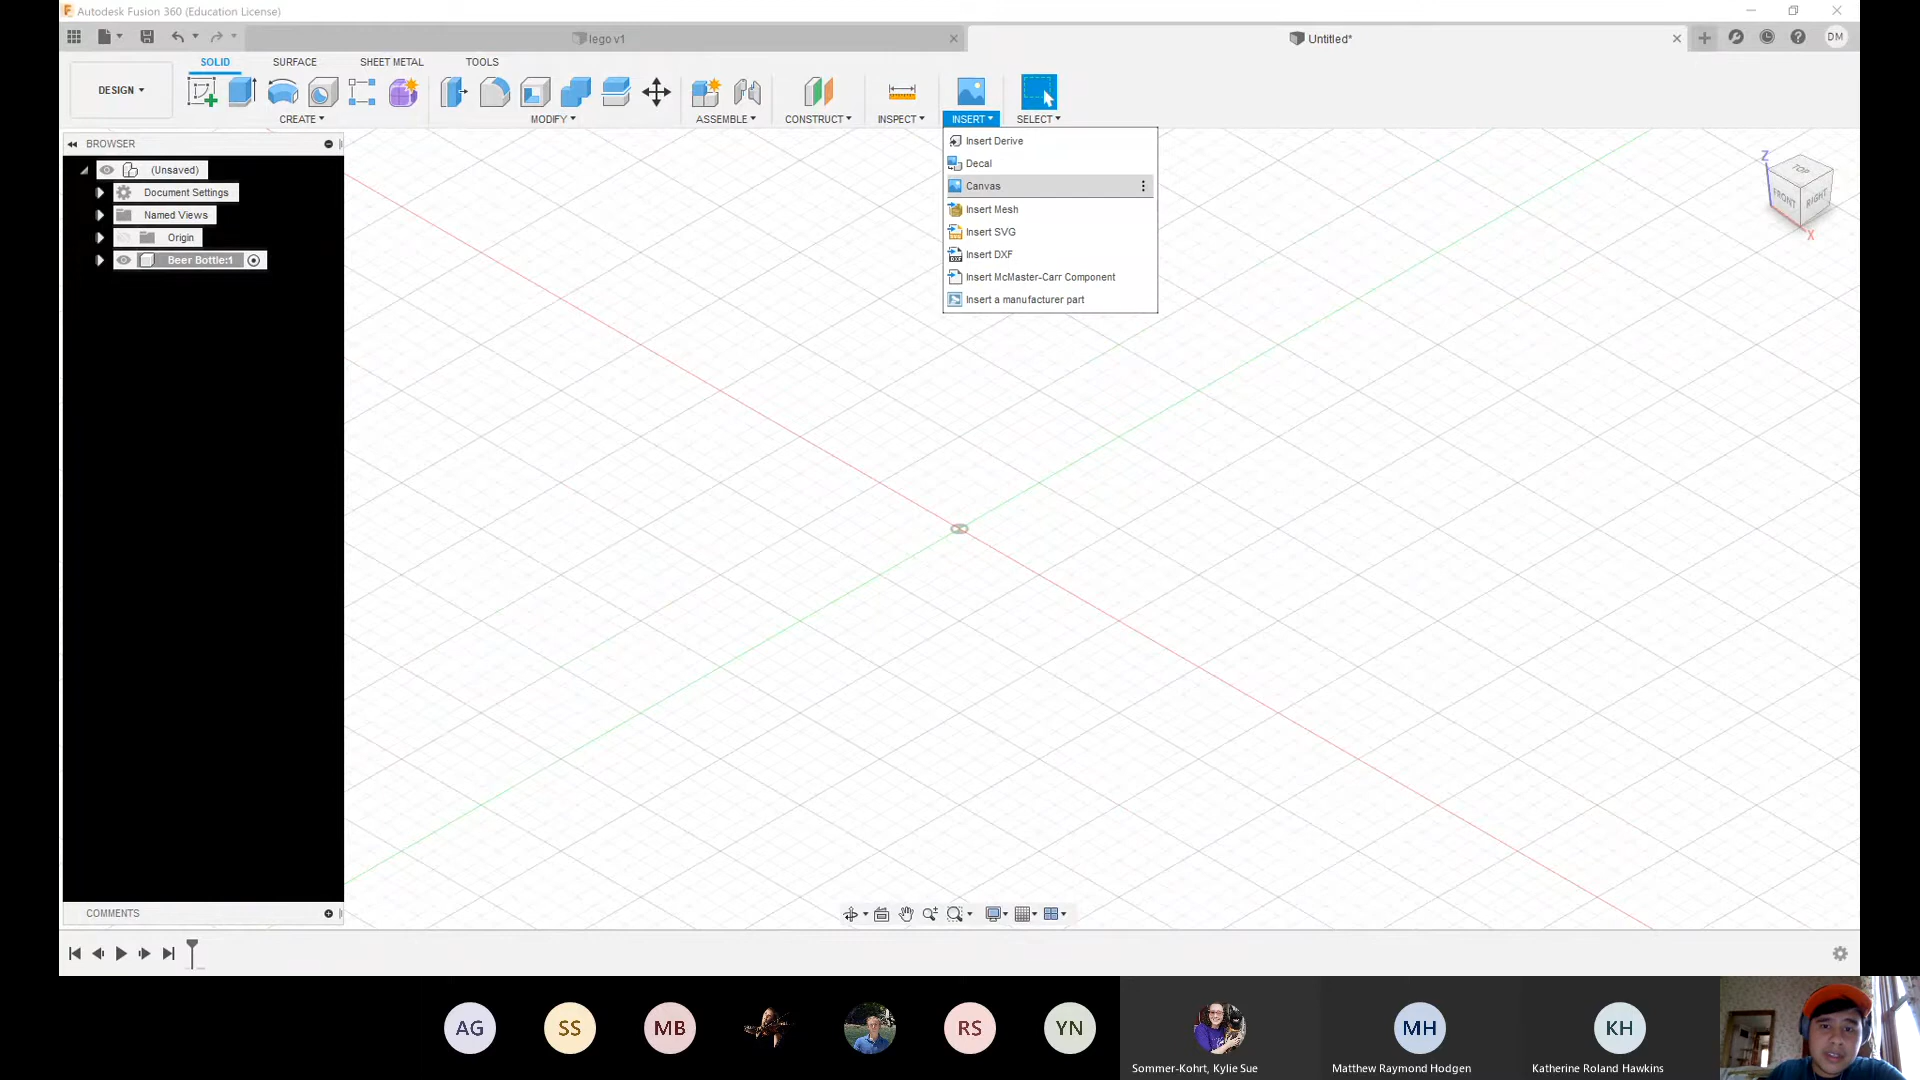 Autodesk Fusion 360 (Education License)
lego v1
Untitled*
DM
DESIGN
SOLID
SURFACE
SHEET METAL
TOOLS
CREATE
MODIFY
ASSEMBLE
CONSTRUCT
INSPECT
INSERT
SELECT
BROWSER
(Unsaved)
Document Settings
Named Views
Origin
Beer Bottle:1
Insert Derive
Decal
Canvas
Insert Mesh
Insert SVG
Insert DXF
Insert McMaster-Carr Component
Insert a manufacturer part
Z
TOP
FRONT
RIGHT
X
COMMENTS
AG
SS
MB
RS
YN
MH
KH
Sommer-Kohrt, Kylie Sue
Matthew Raymond Hodgen
Katherine Roland Hawkins